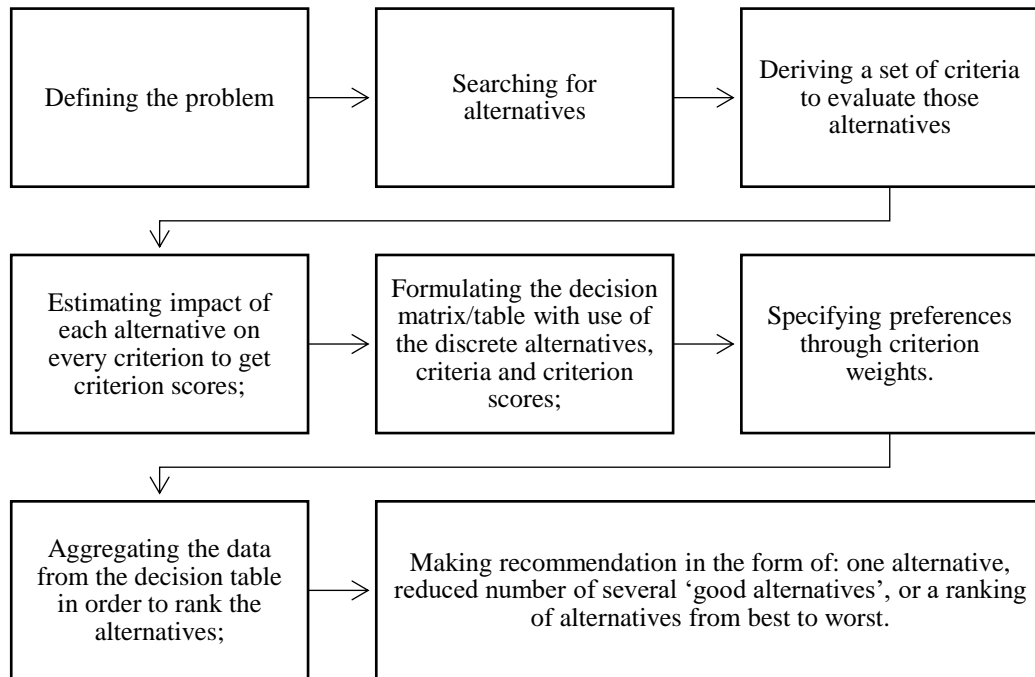 Defining the problem
Searching for
alternatives
Deriving a set of criteria
to evaluate those
alternatives
Estimating impact of
each alternative on
every criterion to get
criterion scores;
Formulating the decision
matrix/table with use of
the discrete alternatives,
criteria and criterion
scores;
Specifying preferences
through criterion
weights.
Aggregating the data
from the decision table
in order to rank the
alternatives;
Making recommendation in the form of: one alternative,
reduced number of several ‘good alternatives’, or a ranking
of alternatives from best to worst.